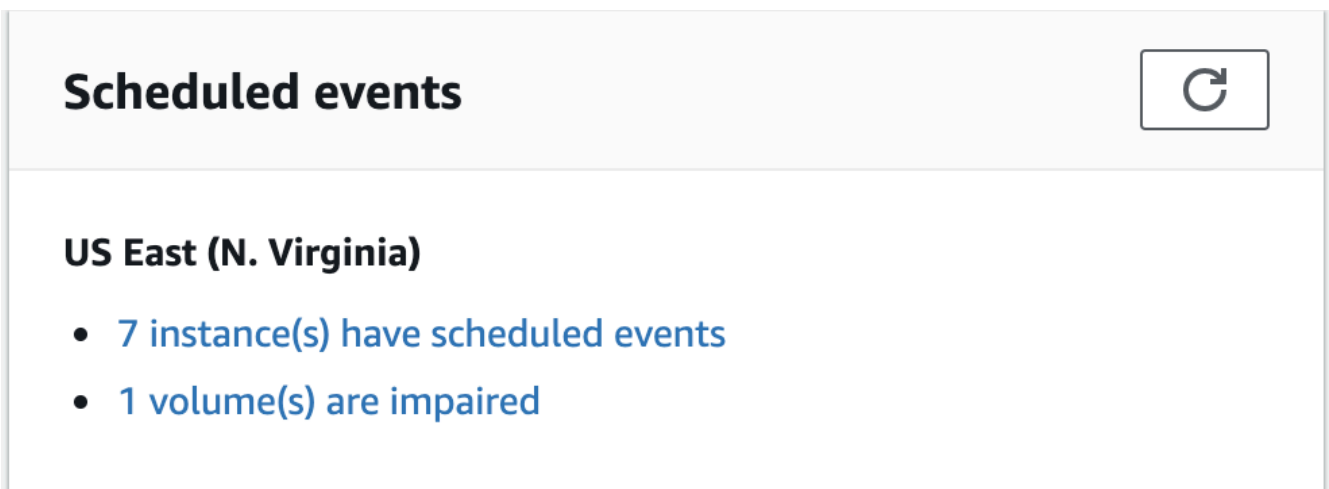 Scheduled events
US East (N. Virginia)
7 instance(s) have scheduled events
1 volume(s) are impaired